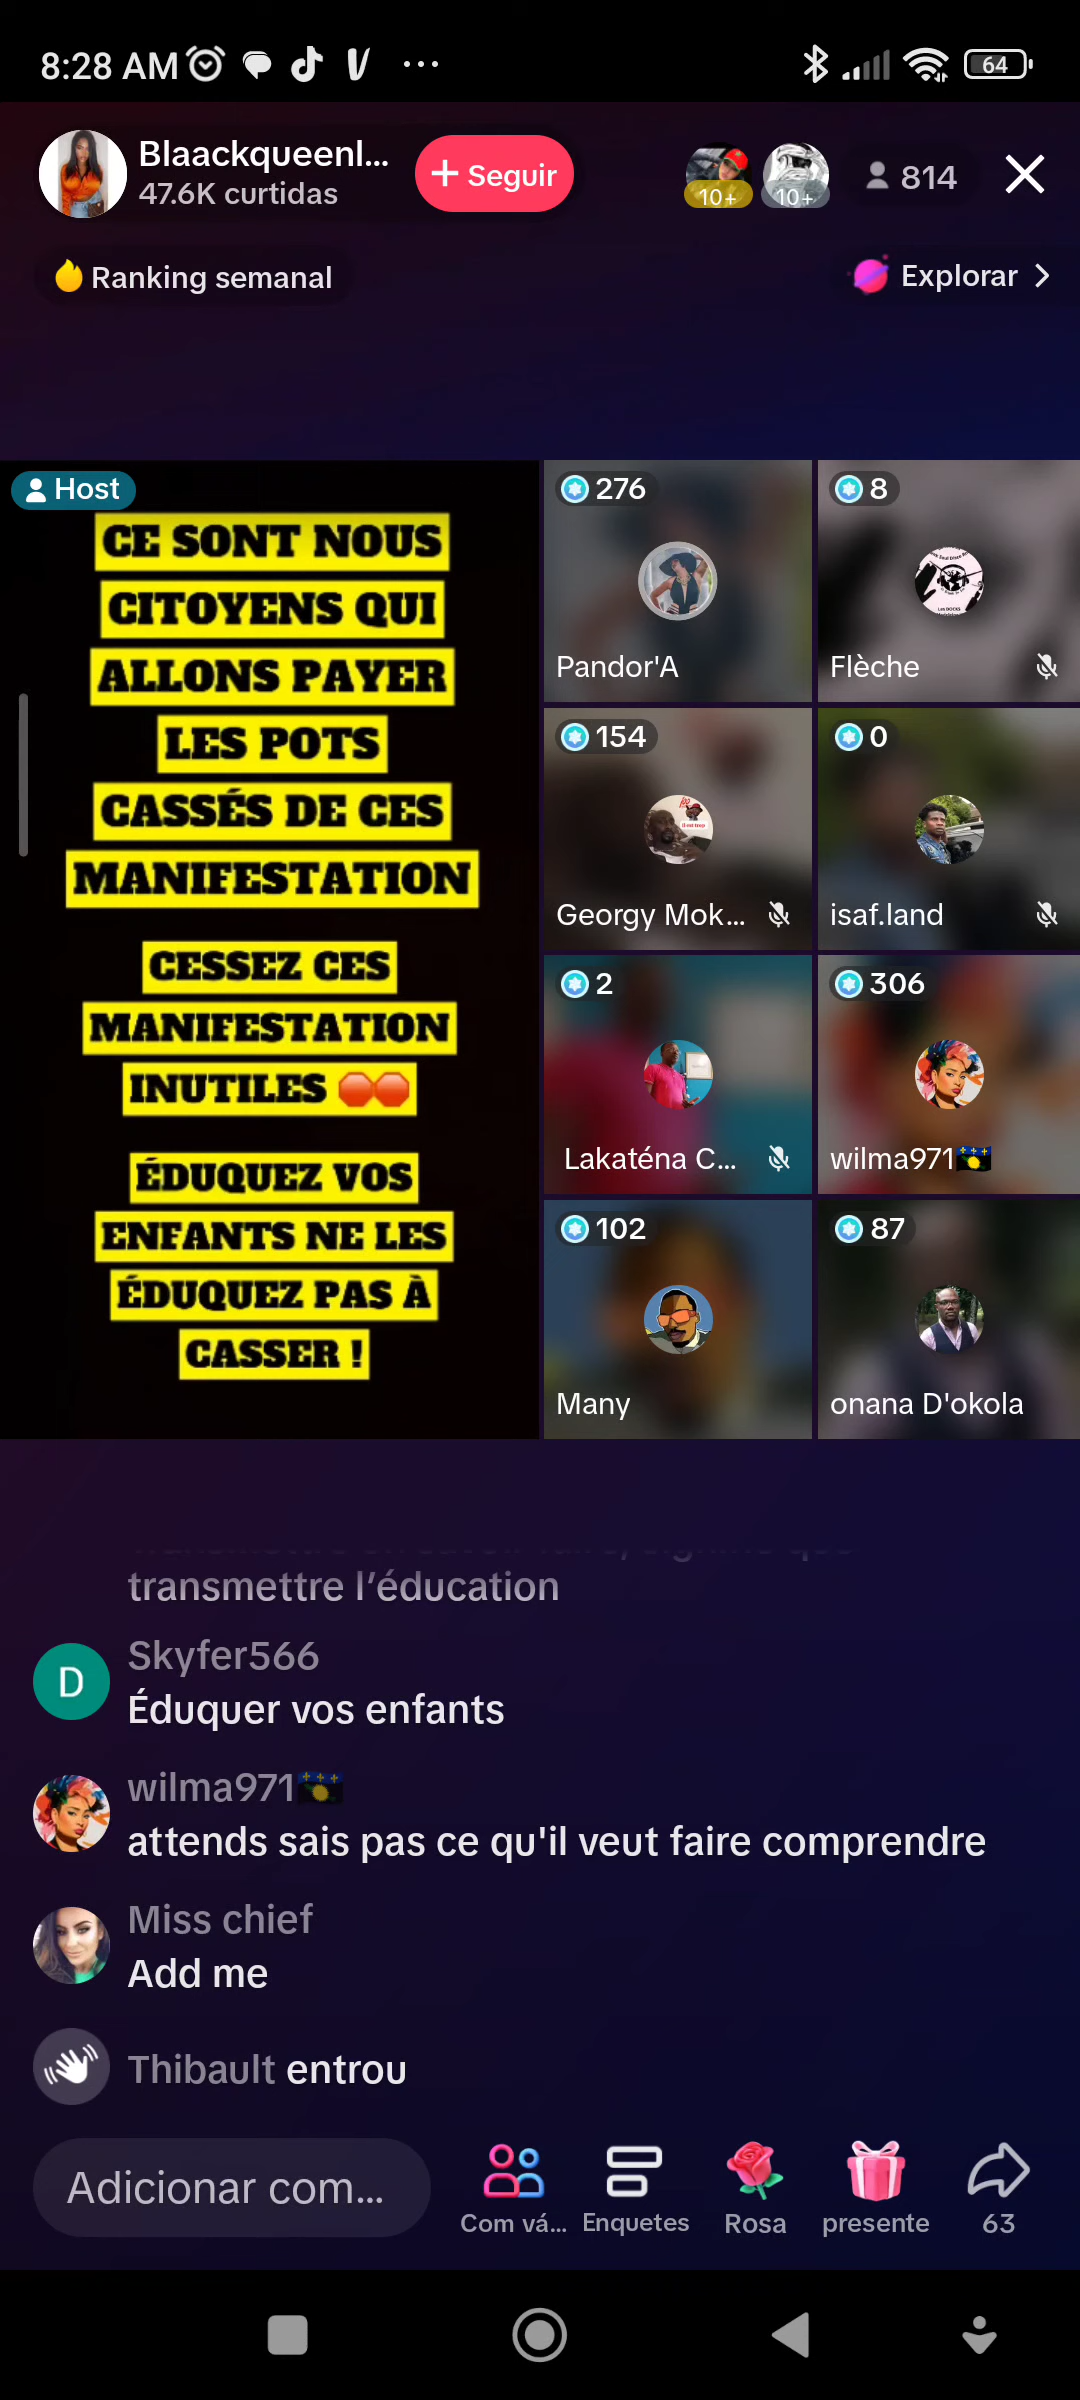 8:28 AM
64
Blaackqueenl...
47.6K curtidas
+ Seguir
10+
10+
814
Ranking semanal
Explorar
Host
CE SONT NOUS
CITOYENS QUI
ALLONS PAYER
LES POTS
CASSÉS DE CES
MANIFESTATION
CESSEZ CES
MANIFESTATION
INUTILES 🛑🛑
ÉDUQUEZ VOS
ENFANTS NE LES
ÉDUQUEZ PAS À
CASSER !
276
Pandor'A
8
Flèche
154
Georgy Mok...
0
isaf.land
2
Lakaténa C...
306
wilma971
102
Many
87
onana D'okola
transmettre l'éducation
D
Skyfer566
Éduquer vos enfants
wilma971
attends sais pas ce qu'il veut faire comprendre
Miss chief
Add me
Thibault entrou
Adicionar com...
Com vá...
Enquetes
Rosa
presente
63